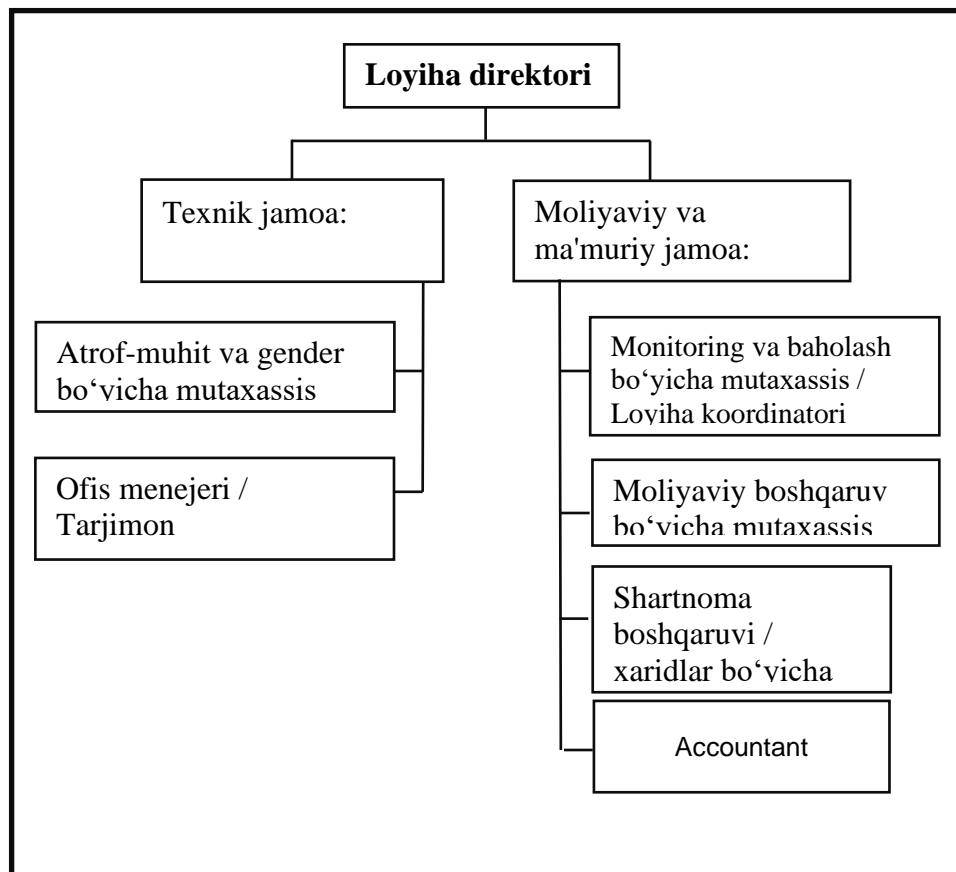 Loyiha direktori
Texnik jamoa:
Moliyaviy va
ma'muriy jamoa:
Atrof-muhit va gender
bo‘yicha mutaxassis
Ofis menejeri /
Tarjimon
Monitoring va baholash
bo‘yicha mutaxassis /
Loyiha koordinatori
Moliyaviy boshqaruv
bo‘yicha mutaxassis
Shartnoma
boshqaruvi /
xaridlar bo‘yicha
Accountant